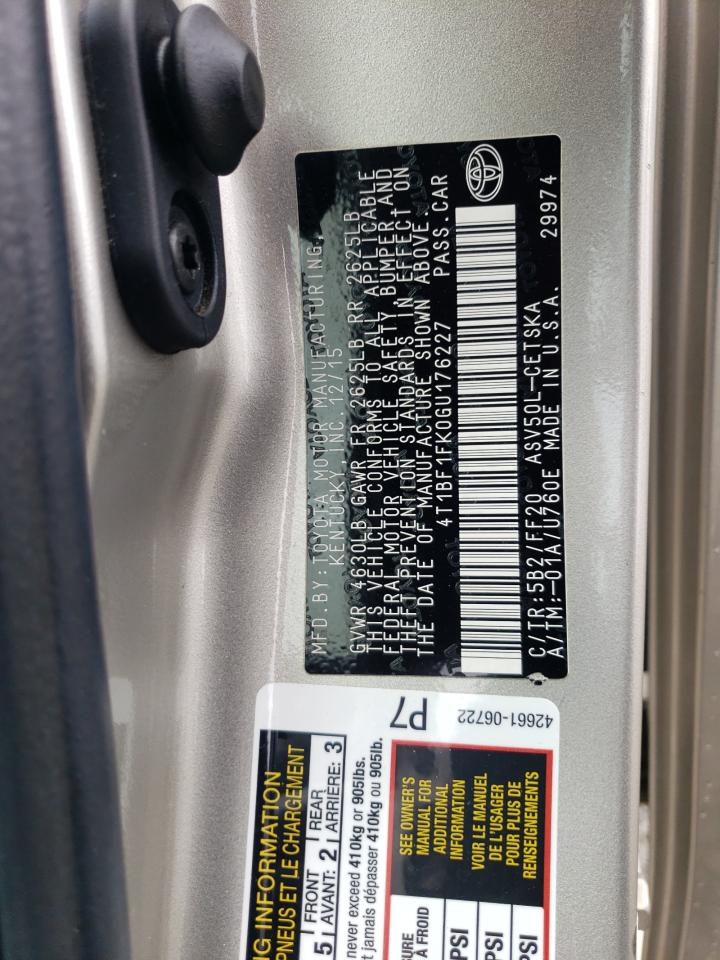 MFD.BY:TOYOTA MOTOR MANUFACTURING,
KENTUCKY, INC 12/15
GVWR 4630LB GAWR FR 2625LB RR 2625LB
THIS VEHICLE CONFORMS TO ALL APPLICABLE
FEDERAL MOTOR VEHICLE SAFETY, BUMPER AND
THEFT PREVENTION STANDARDS IN EFFECT ON
THE DATE OF MANUFACTURE SHOWN ABOVE.
4T1BF1FK0GU176227 PASS.CAR
C/TR:5B2/FF20 ASV50L-CETSKA
A/TM:-01A/U760E MADE IN U.S.A. 29974
NG INFORMATION
PNEUS ET LE CHARGEMENT
5 FRONT AVANT: 2 REAR ARRIÈRE: 3
never exceed 410kg or 905lbs.
t jamais dépasser 410kg ou 905lb.
P7
42661-06722
SEE OWNER'S
MANUAL FOR
ADDITIONAL
INFORMATION
VOIR LE MANUEL
DE L'USAGER
POUR PLUS DE
RENSEIGNEMENTS
SURE
À FROID
PSI
PSI
PSI